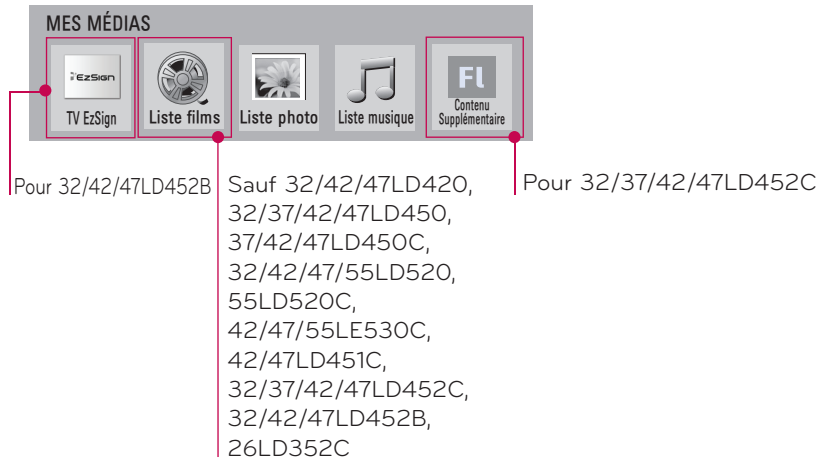 MES MÉDIAS
EzSign
Fl
TV EzSign
Liste films
Liste photo
Liste musique
Contenu
Supplémentaire
Pour 32/42/47LD452B
Sauf 32/42/47LD420,
32/37/42/47LD450,
37/42/47LD450C,
32/42/47/55LD520,
55LD520C,
42/47/55LE530C,
42/47LD451C,
32/37/42/47LD452C,
32/42/47LD452B,
26LD352C
Pour 32/37/42/47LD452C